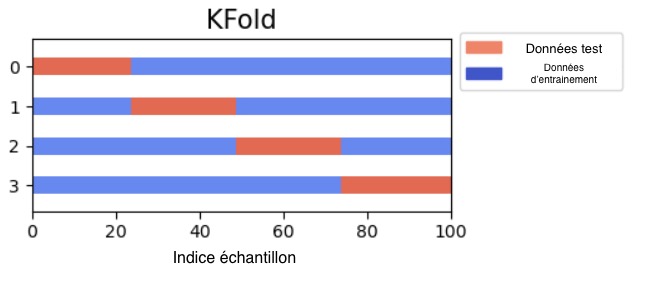 KFold
Données test
Données
d'entrainement
0
1
2
3
0 20 40 60 80 100
Indice échantillon